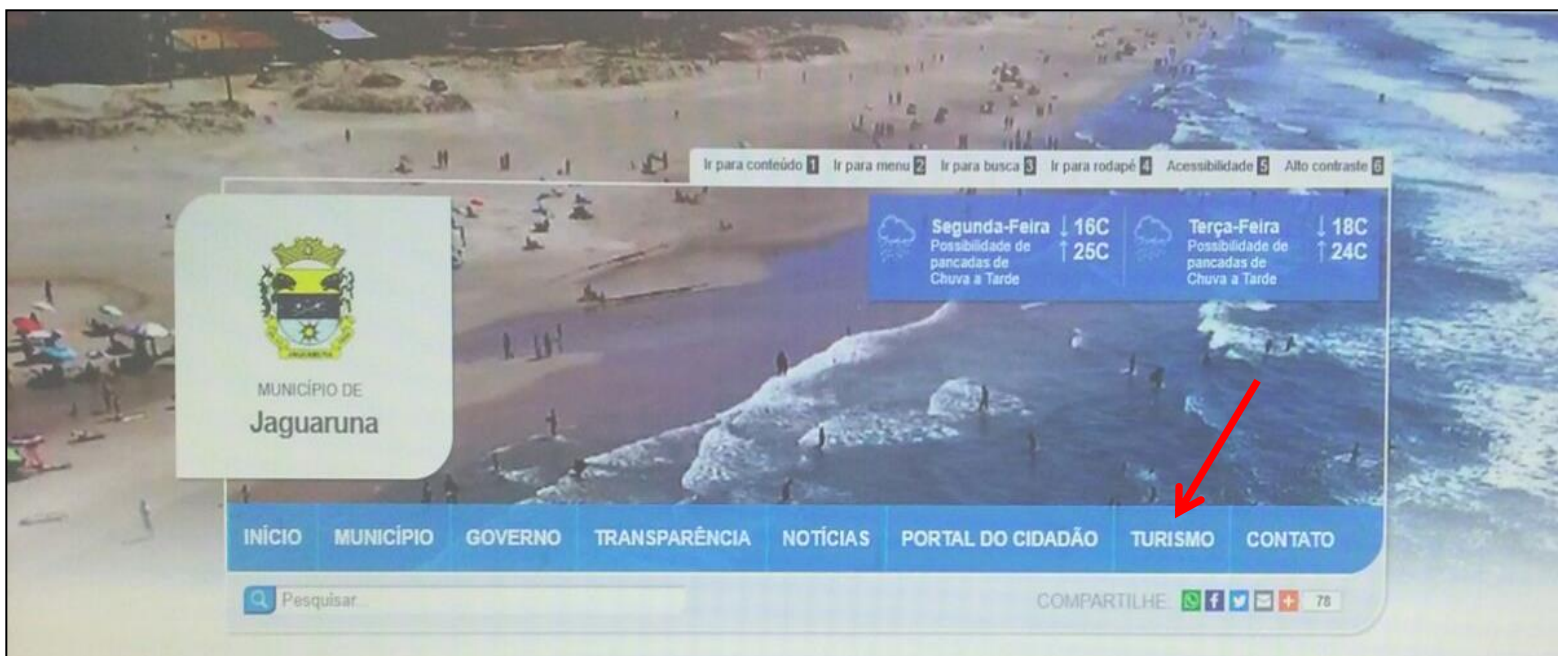 Ir para conteúdo 1 Ir para menu 2 Ir para busca 3 Ir para rodapé 4 Acessibilidade 5 Alto contraste 6
Segunda-Feira ↓ 16C
Possibilidade de ↑ 25C
pancadas de
Chuva a Tarde
Terça-Feira ↓ 18C
Possibilidade de ↑ 24C
pancadas de
Chuva a Tarde
JAGUARUNA
MUNICÍPIO DE
Jaguaruna
INÍCIO MUNICÍPIO GOVERNO TRANSPARÊNCIA NOTÍCIAS PORTAL DO CIDADÃO TURISMO CONTATO
Pesquisar...
COMPARTILHE: 78